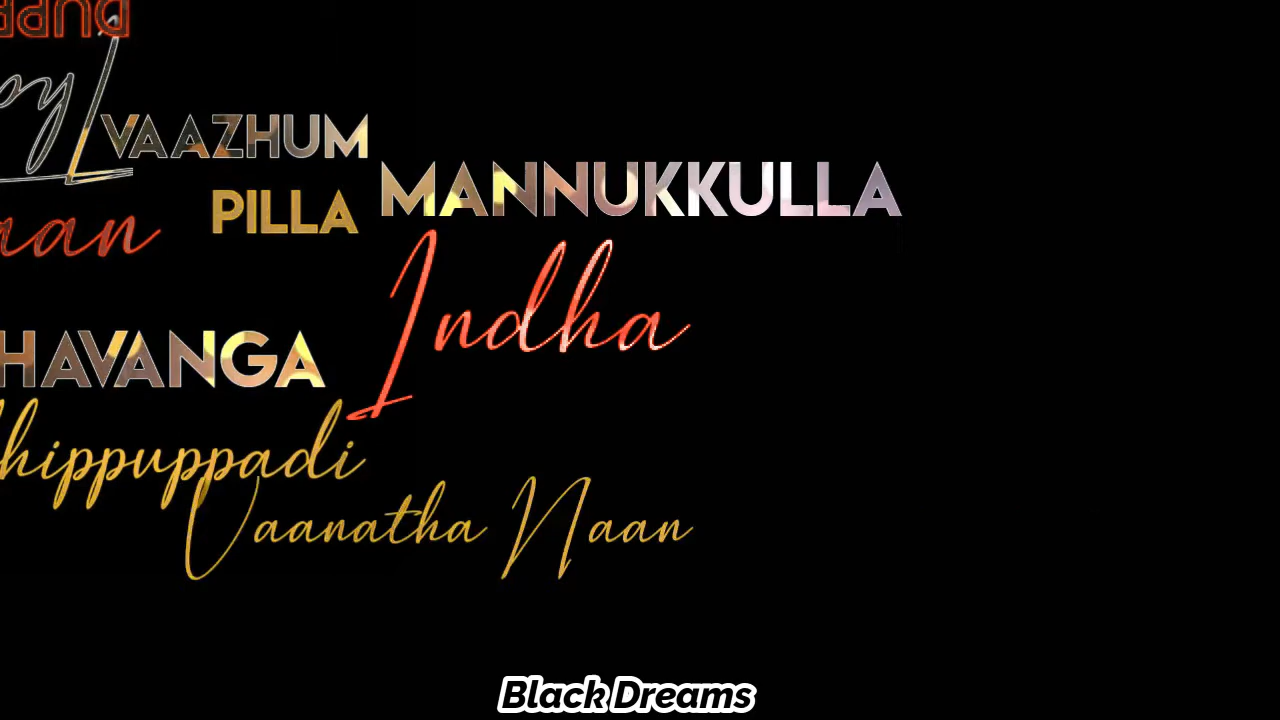 VAAZHUM
PILLA
MANNUKKULLA
Indha
HAVANGA
hippuppadi
Vaanatha Naan
Black Dreams